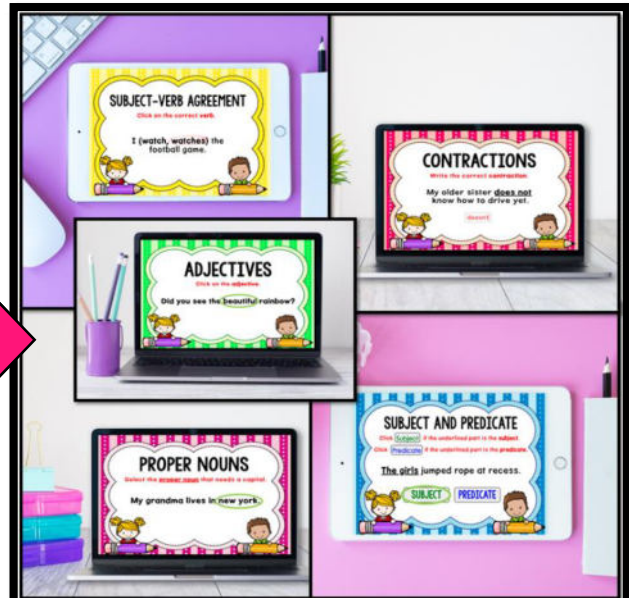 SUBJECT-VERB AGREEMENT
Click on the correct verb.
I (watch, watches) the
football game.
CONTRACTIONS
Write the correct contraction.
My older sister does not
know how to drive yet.
doesn't
ADJECTIVES
Click on the adjective.
Did you see the beautiful rainbow?
PROPER NOUNS
Select the proper noun that needs a capital.
My grandma lives in new york.
SUBJECT AND PREDICATE
Click Subject if the underlined part is the subject.
Click Predicate if the underlined part is the predicate.
The girls jumped rope at recess.
SUBJECT PREDICATE